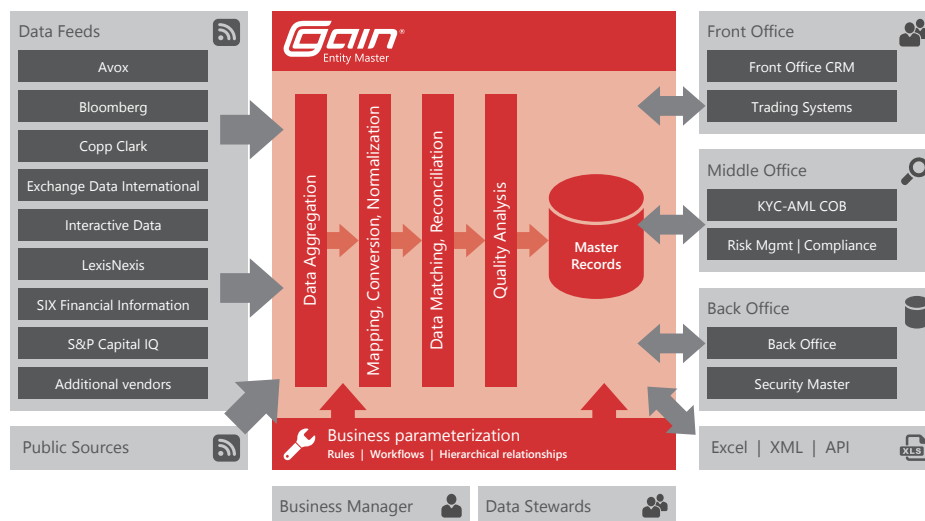 Data Feeds
Avox
Bloomberg
Copp Clark
Exchange Data International
Interactive Data
LexisNexis
SIX Financial Information
S&P Capital IQ
Additional vendors
Public Sources
Gain®
Entity Master
Data Aggregation
Mapping, Conversion, Normalization
Data Matching, Reconciliation
Quality Analysis
Master
Records
Business parameterization
Rules | Workflows | Hierarchical relationships
Business Manager
Data Stewards
Front Office
Front Office CRM
Trading Systems
Middle Office
KYC-AML COB
Risk Mgmt | Compliance
Back Office
Back Office
Security Master
Excel | XML | API
XLS